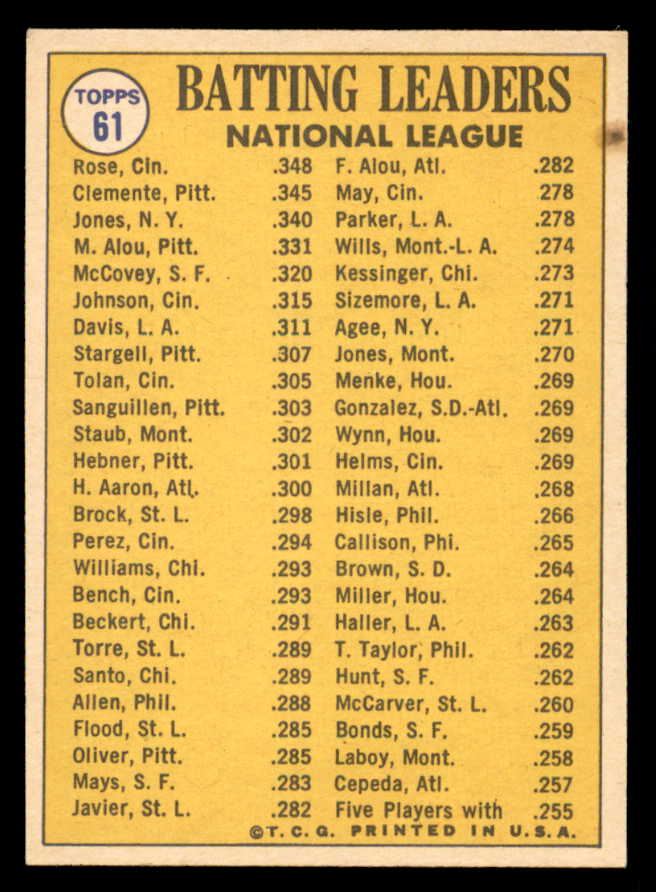 TOPPS
61
BATTING LEADERS
NATIONAL LEAGUE
Rose, Cin. .348
Clemente, Pitt. .345
Jones, N. Y. .340
M. Alou, Pitt. .331
McCovey, S. F. .320
Johnson, Cin. .315
Davis, L. A. .311
Stargell, Pitt. .307
Tolan, Cin. .305
Sanguillen, Pitt. .303
Staub, Mont. .302
Hebner, Pitt. .301
H. Aaron, Atl. .300
Brock, St. L. .298
Perez, Cin. .294
Williams, Chi. .293
Bench, Cin. .293
Beckert, Chi. .291
Torre, St. L. .289
Santo, Chi. .289
Allen, Phil. .288
Flood, St. L. .285
Oliver, Pitt. .285
Mays, S. F. .283
Javier, St. L. .282
F. Alou, Atl. .282
May, Cin. 278
Parker, L. A. .278
Wills, Mont.-L. A. .274
Kessinger, Chi. .273
Sizemore, L. A. .271
Agee, N. Y. .271
Jones, Mont. .270
Menke, Hou. .269
Gonzalez, S.D.-Atl. .269
Wynn, Hou. .269
Helms, Cin. .269
Millan, Atl. .268
Hisle, Phil. .266
Callison, Phi. .265
Brown, S. D. .264
Miller, Hou. .264
Haller, L. A. .263
T. Taylor, Phil. .262
Hunt, S. F. .262
McCarver, St. L. .260
Bonds, S. F. .259
Laboy, Mont. .258
Cepeda, Atl. .257
Five Players with .255
©T. C. G. PRINTED IN U. S. A.